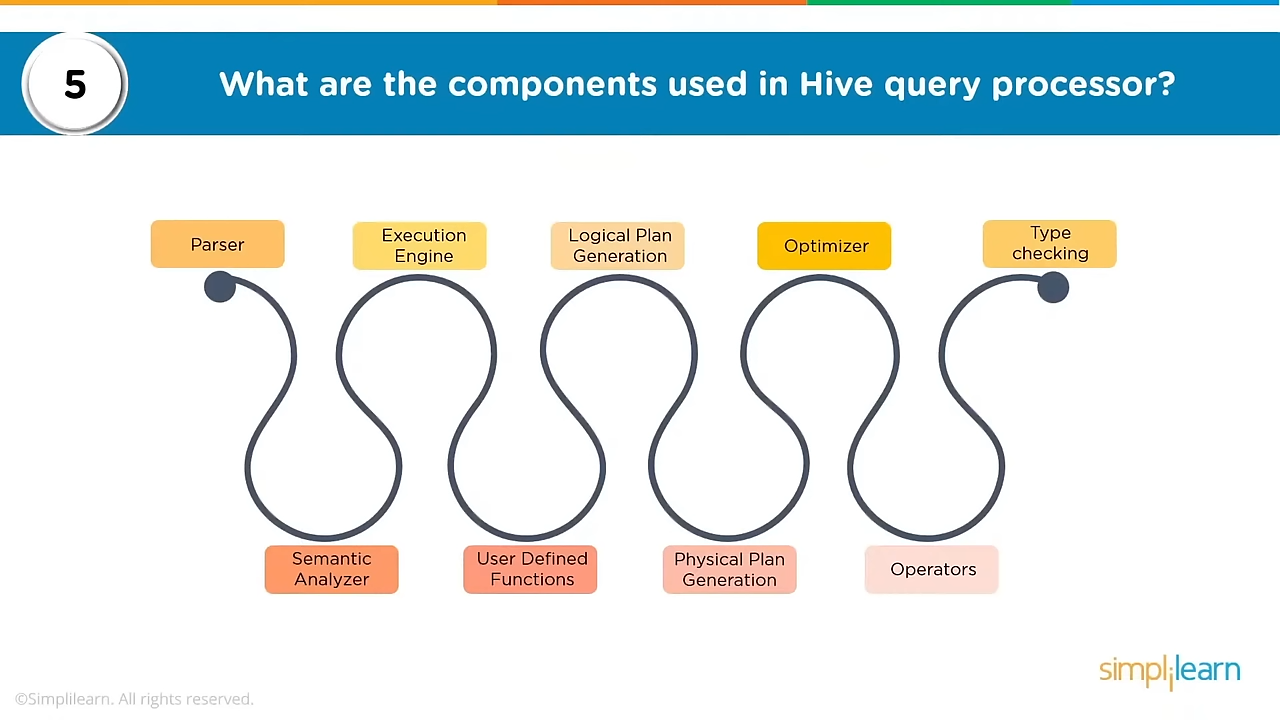 5
What are the components used in Hive query processor?
Parser
Execution
Engine
Logical Plan
Generation
Optimizer
Type
checking
Semantic
Analyzer
User Defined
Functions
Physical Plan
Generation
Operators
simplilearn
©Simplilearn. All rights reserved.